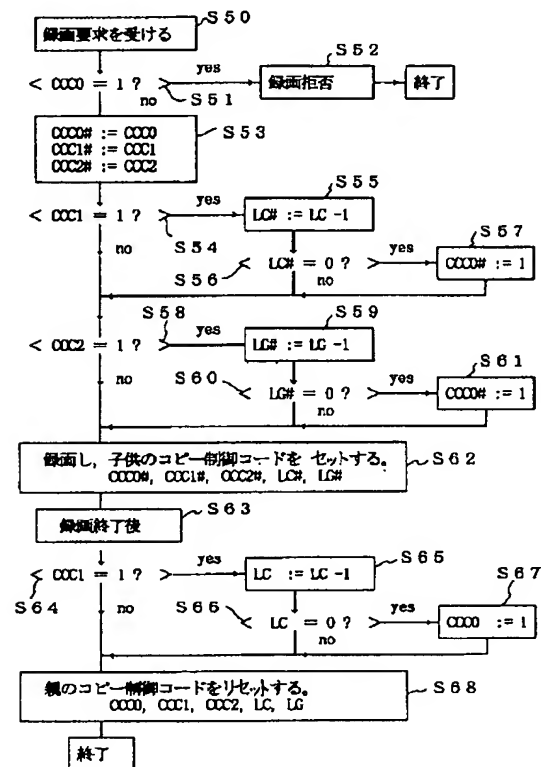 S50
録画要求を受ける
S52
< CCC0 = 1 ? > yes 録画拒否 終了
no S51
S53
CCC0# := CCC0
CCC1# := CCC1
CCC2# := CCC2
S55
< CCC1 = 1 ? > yes LC# := LC -1
S54 S57
no < LC# = 0 ? > yes CCC0# := 1
S56 no
S58 S59
< CCC2 = 1 ? > yes LG# := LG -1
S61
no < LG# = 0 ? > yes CCC0# := 1
S60 no
録画し,子供のコピー制御コードを セットする。 S62
CCC0#, CCC1#, CCC2#, LC#, LG#
S63
録画終了後
< CCC1 = 1 ? > yes LC := LC -1 S65
S64 S67
no S66 < LC = 0 ? > yes CCC0 := 1
no
親のコピー制御コードをリセットする。 S68
CCC0, CCC1, CCC2, LC, LG
終了